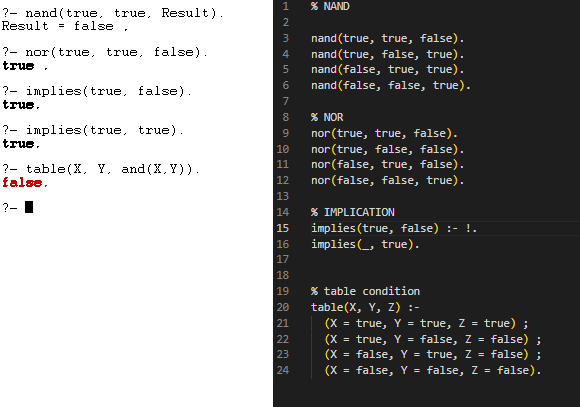 ?- nand(true, true, Result).
Result = false .
?- nor(true, true, false).
true .
?- implies(true, false).
true.
?- implies(true, true).
true.
?- table(X, Y, and(X,Y)).
false.
?-
1 % NAND
2
3 nand(true, true, false).
4 nand(true, false, true).
5 nand(false, true, true).
6 nand(false, false, true).
7
8 % NOR
9 nor(true, true, false).
10 nor(true, false, false).
11 nor(false, true, false).
12 nor(false, false, true).
13
14 % IMPLICATION
15 implies(true, false) :- !.
16 implies(_, true).
17
18
19 % table condition
20 table(X, Y, Z) :-
21 (X = true, Y = true, Z = true) ;
22 (X = true, Y = false, Z = false) ;
23 (X = false, Y = true, Z = false) ;
24 (X = false, Y = false, Z = false).